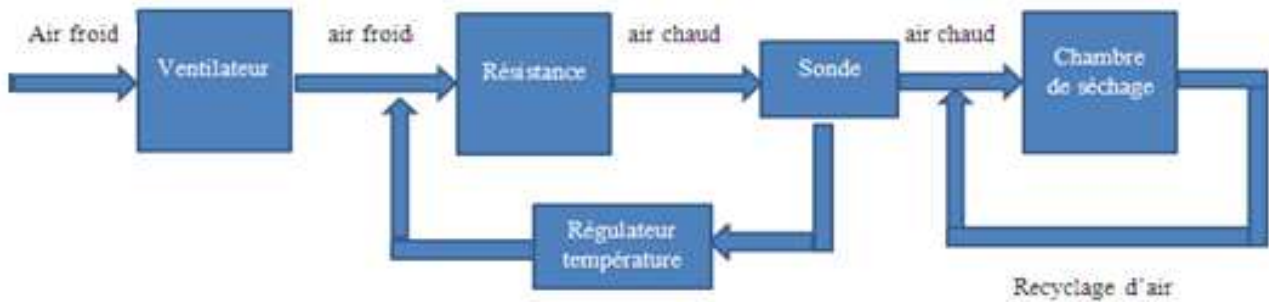 Air froid
Ventilateur
air froid
Résistance
air chaud
Sonde
air chaud
Chambre
de séchage
Régulateur
température
Recyclage d'air